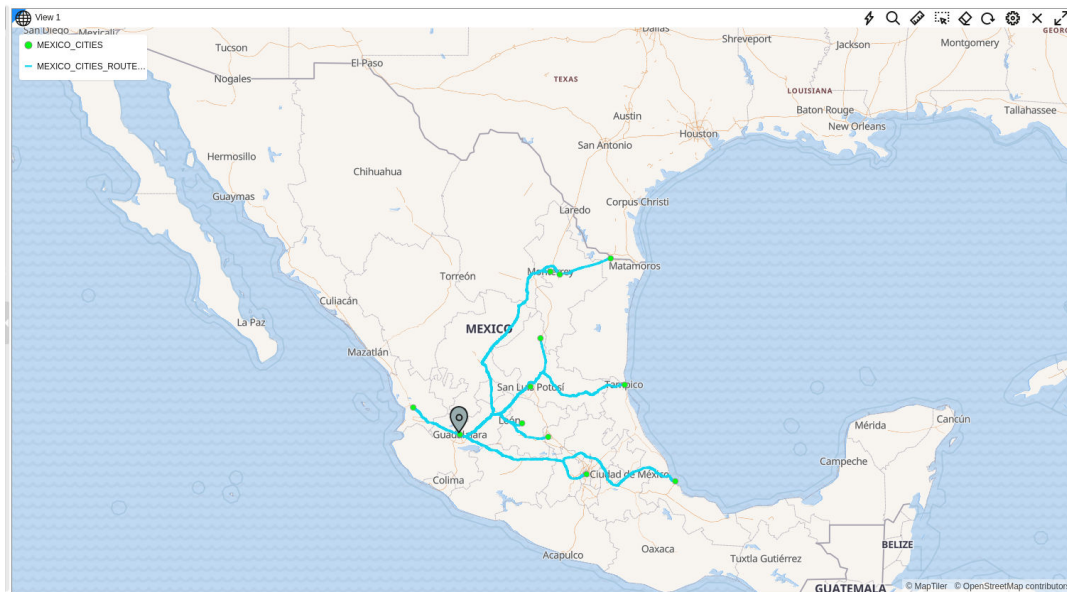 View 1
MEXICO_CITIES
MEXICO_CITIES_ROUTE...
San Diego
Mexicali
Tucson
Nogales
El Paso
Dallas
Shreveport
Jackson
Montgomery
TEXAS
LOUISIANA
Baton Rouge
Tallahassee
Austin
New Orleans
Houston
San Antonio
Hermosillo
Chihuahua
Guaymas
Corpus Christi
Laredo
Monterrey
Matamoros
Torreón
Culiacán
La Paz
MEXICO
Mazatlán
San Luis Potosí
Tampico
León
Guadalajara
Mérida
Cancún
Campeche
Ciudad de México
Colima
BELIZE
Acapulco
Oaxaca
Tuxtla Gutiérrez
GUATEMALA
© MapTiler © OpenStreetMap contributors